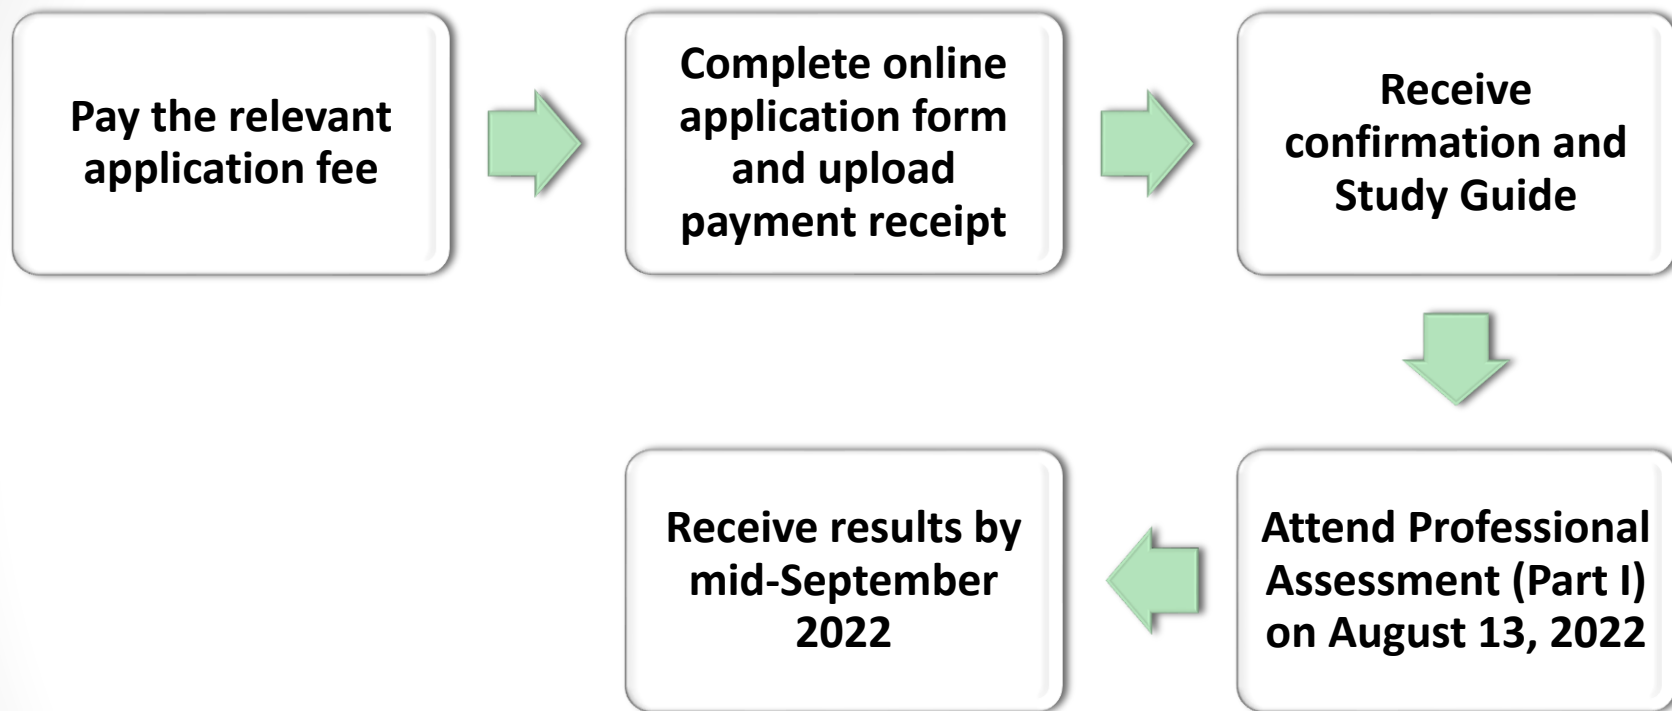 Pay the relevant
application fee
Complete online
application form
and upload
payment receipt
Receive
confirmation and
Study Guide
Attend Professional
Assessment (Part I)
on August 13, 2022
Receive results by
mid-September
2022